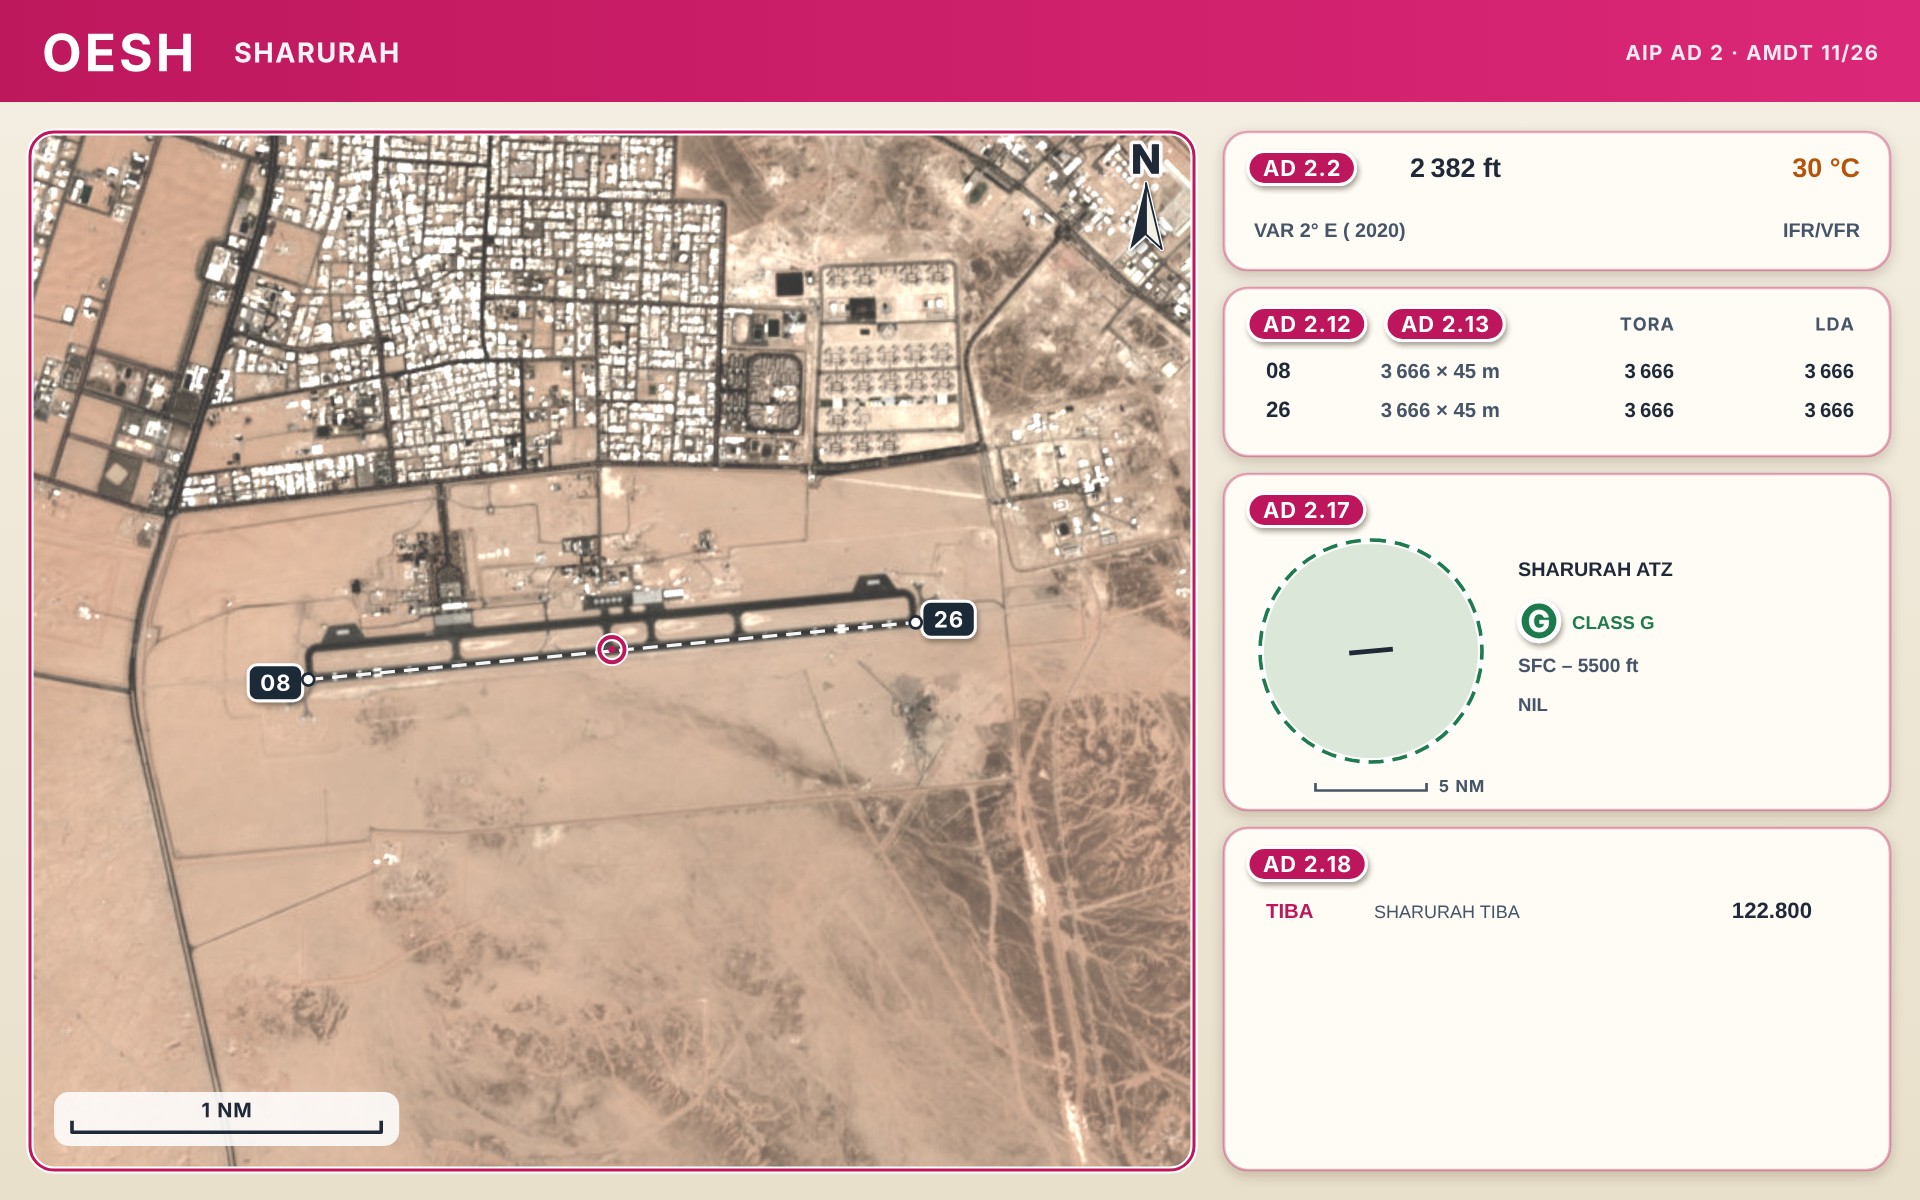 OESH SHARURAH AIP AD 2 · AMDT 11/26
N
26
08
1 NM
AD 2.2 2 382 ft 30 °C
VAR 2° E ( 2020) IFR/VFR
AD 2.12 AD 2.13 TORA LDA
08 3 666 × 45 m 3 666 3 666
26 3 666 × 45 m 3 666 3 666
AD 2.17
SHARURAH ATZ
G CLASS G
SFC – 5500 ft
NIL
5 NM
AD 2.18
TIBA SHARURAH TIBA 122.800